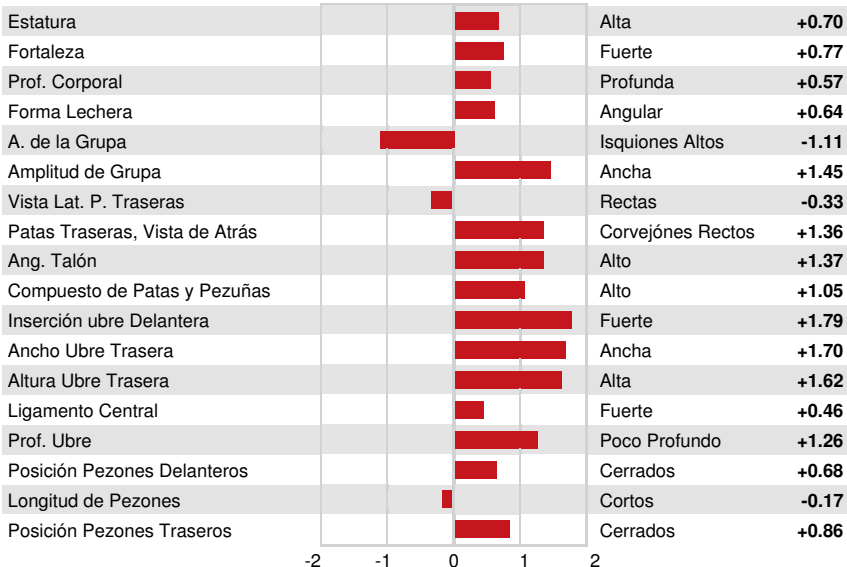 Estatura Alta +0.70
Fortaleza Fuerte +0.77
Prof. Corporal Profunda +0.57
Forma Lechera Angular +0.64
A. de la Grupa Isquiones Altos -1.11
Amplitud de Grupa Ancha +1.45
Vista Lat. P. Traseras Rectas -0.33
Patas Traseras, Vista de Atrás Corvejónes Rectos +1.36
Ang. Talón Alto +1.37
Compuesto de Patas y Pezuñas Alto +1.05
Inserción ubre Delantera Fuerte +1.79
Ancho Ubre Trasera Ancha +1.70
Altura Ubre Trasera Alta +1.62
Ligamento Central Fuerte +0.46
Prof. Ubre Poco Profundo +1.26
Posición Pezones Delanteros Cerrados +0.68
Longitud de Pezones Cortos -0.17
Posición Pezones Traseros Cerrados +0.86
-2 -1 0 1 2